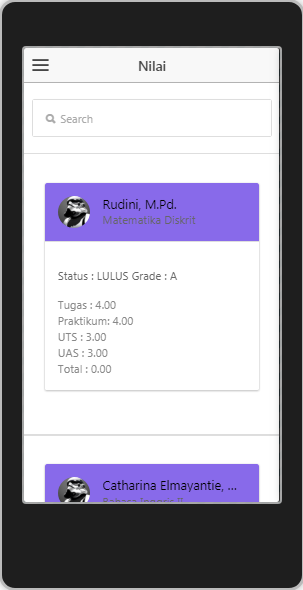 Nilai
Search
Rudini, M.Pd.
Matematika Diskrit
Status : LULUS Grade : A
Tugas : 4.00
Praktikum: 4.00
UTS : 3.00
UAS : 3.00
Total : 0.00
Catharina Elmayantie, ...